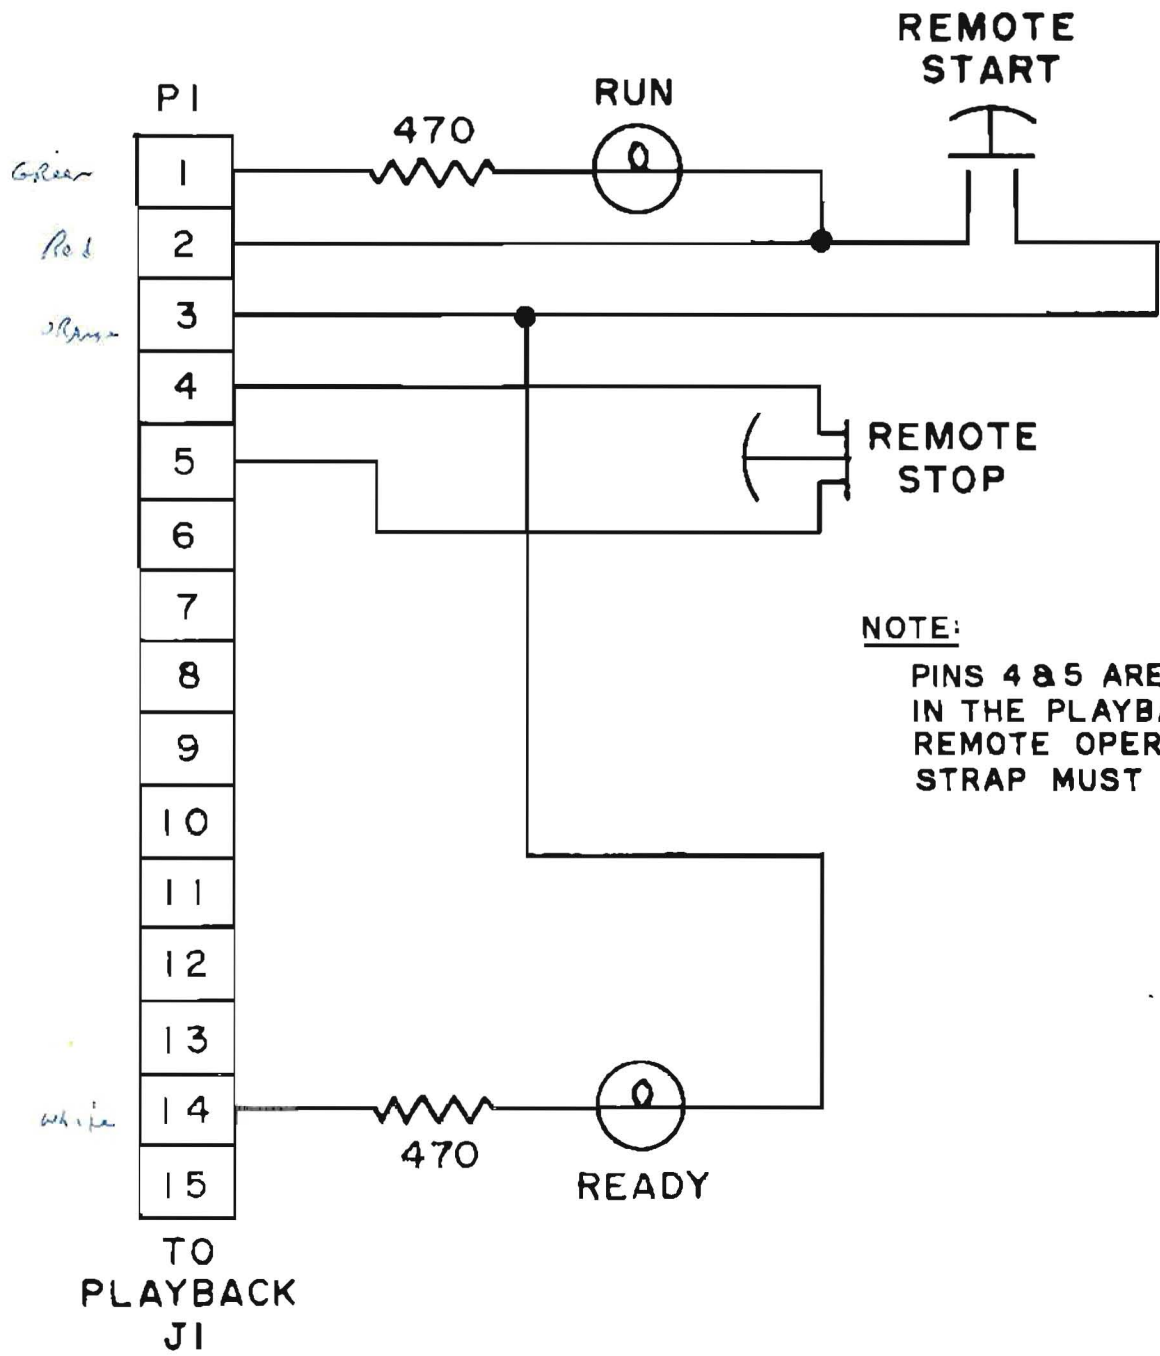 REMOTE
START
RUN
P1
470
Green
1
Red
2
Orange
3
4
5
REMOTE
STOP
6
7
NOTE:
PINS 4 & 5 ARE
IN THE PLAYB
REMOTE OPER
STRAP MUST
8
9
10
11
12
13
White
14
470
READY
15
TO
PLAYBACK
J1